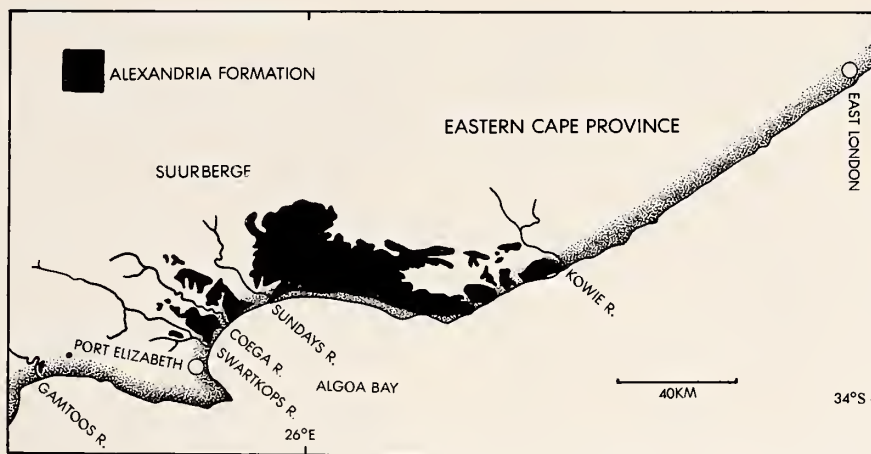 ALEXANDRIA FORMATION
EASTERN CAPE PROVINCE
EAST LONDON
SUURBERGE
KOWIE R.
SUNDAYS R.
COEGA R.
PORT ELIZABETH
SWARTKOPS R.
ALGOA BAY
GAMTOOS R.
40KM
34°S
26°E